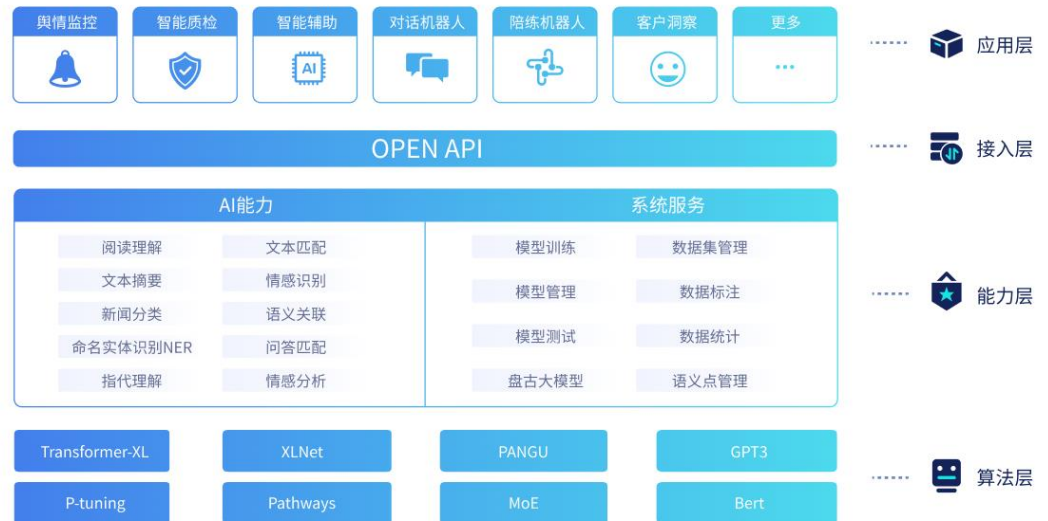 舆情监控 智能质检 智能辅助 对话机器人 陪练机器人 客户洞察 更多
AI
应用层
OPEN API
接入层
AI能力 系统服务
阅读理解 文本匹配 模型训练 数据集管理
文本摘要 情感识别
模型管理 数据标注
能力层
新闻分类 语义关联
模型测试 数据统计
命名实体识别NER 问答匹配
指代理解 情感分析 盘古大模型 语义点管理
Transformer-XL XLNet PANGU GPT3
算法层
P-tuning Pathways MoE Bert